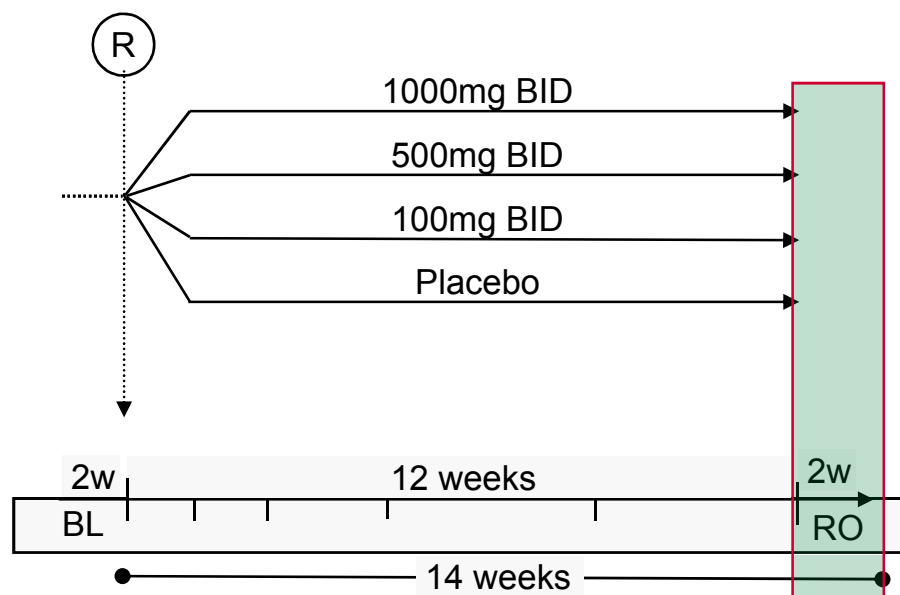 R
1000mg BID
500mg BID
100mg BID
Placebo
2w
12 weeks
2w
BL
RO
14 weeks